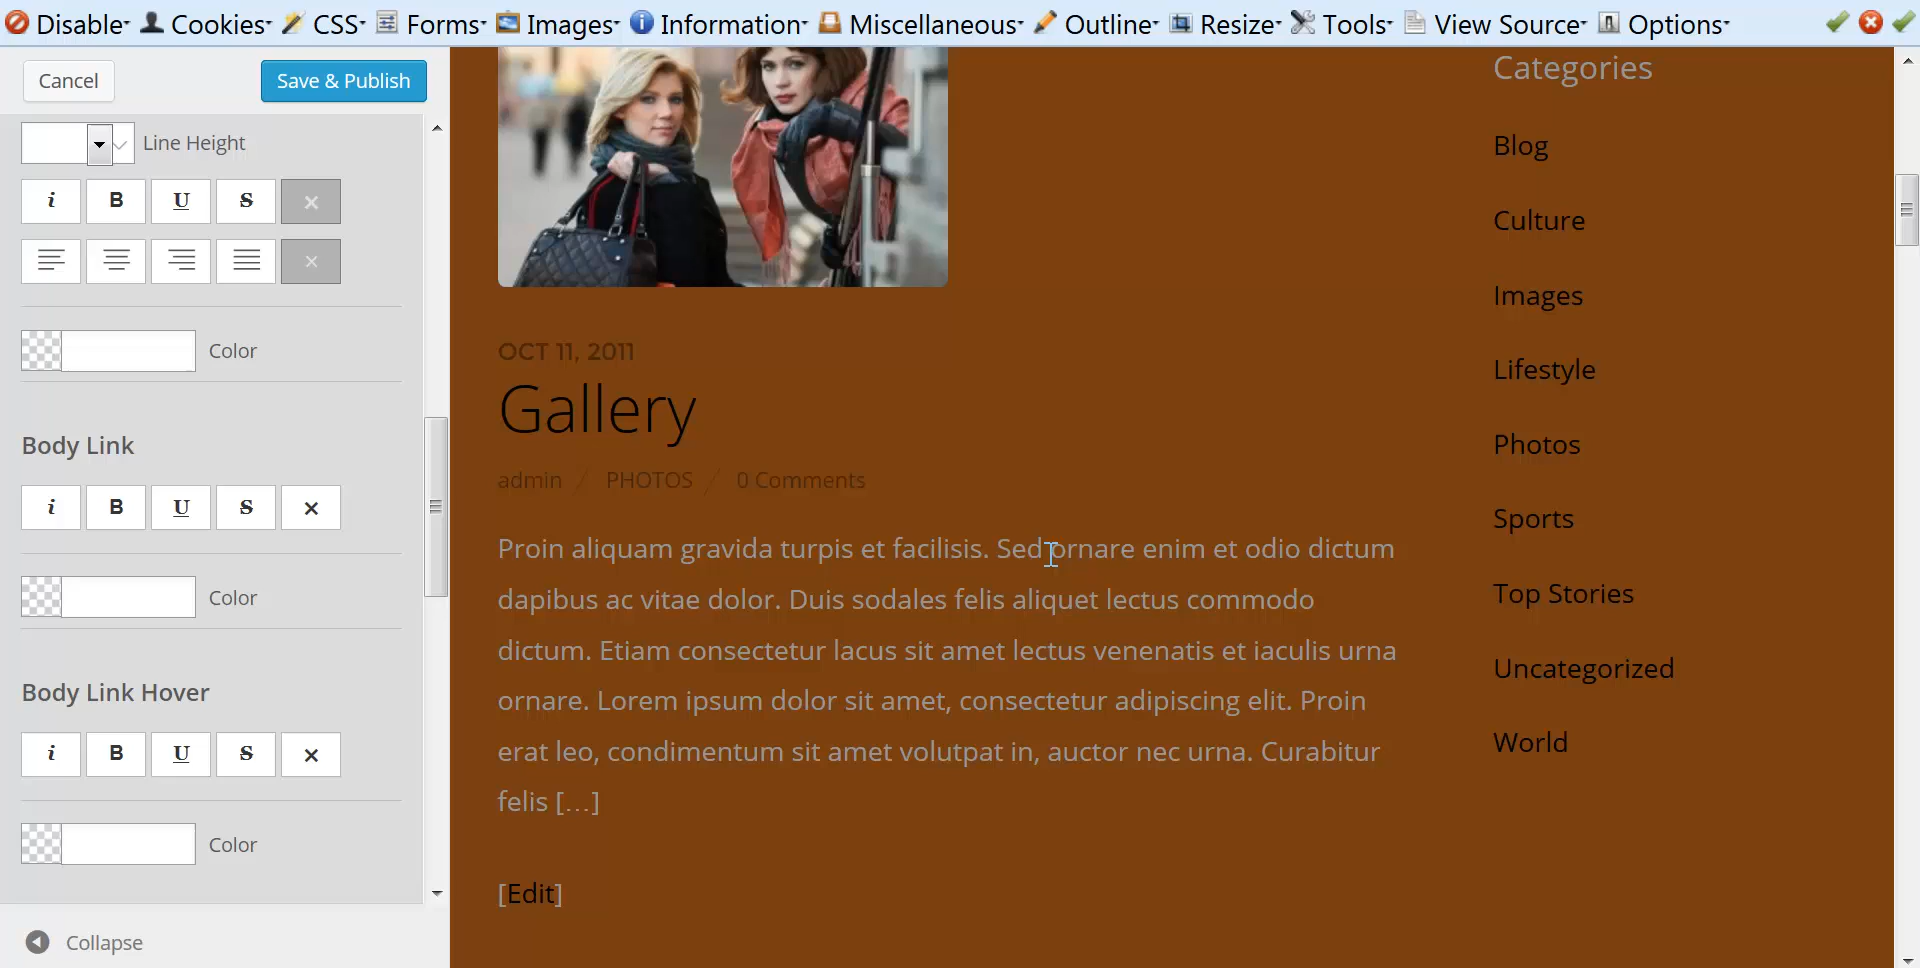 Disable Cookies CSS Forms Images Information Miscellaneous Outline Resize Tools View Source Options
Cancel
Save & Publish
Line Height
i B U S ×
×
Color
Body Link
i B U S ×
Color
Body Link Hover
i B U S ×
Color
Collapse
OCT 11, 2011
Gallery
admin / PHOTOS / 0 Comments
Proin aliquam gravida turpis et facilisis. Sed ornare enim et odio dictum
dapibus ac vitae dolor. Duis sodales felis aliquet lectus commodo
dictum. Etiam consectetur lacus sit amet lectus venenatis et iaculis urna
ornare. Lorem ipsum dolor sit amet, consectetur adipiscing elit. Proin
erat leo, condimentum sit amet volutpat in, auctor nec urna. Curabitur
felis […]
[Edit]
Categories
Blog
Culture
Images
Lifestyle
Photos
Sports
Top Stories
Uncategorized
World